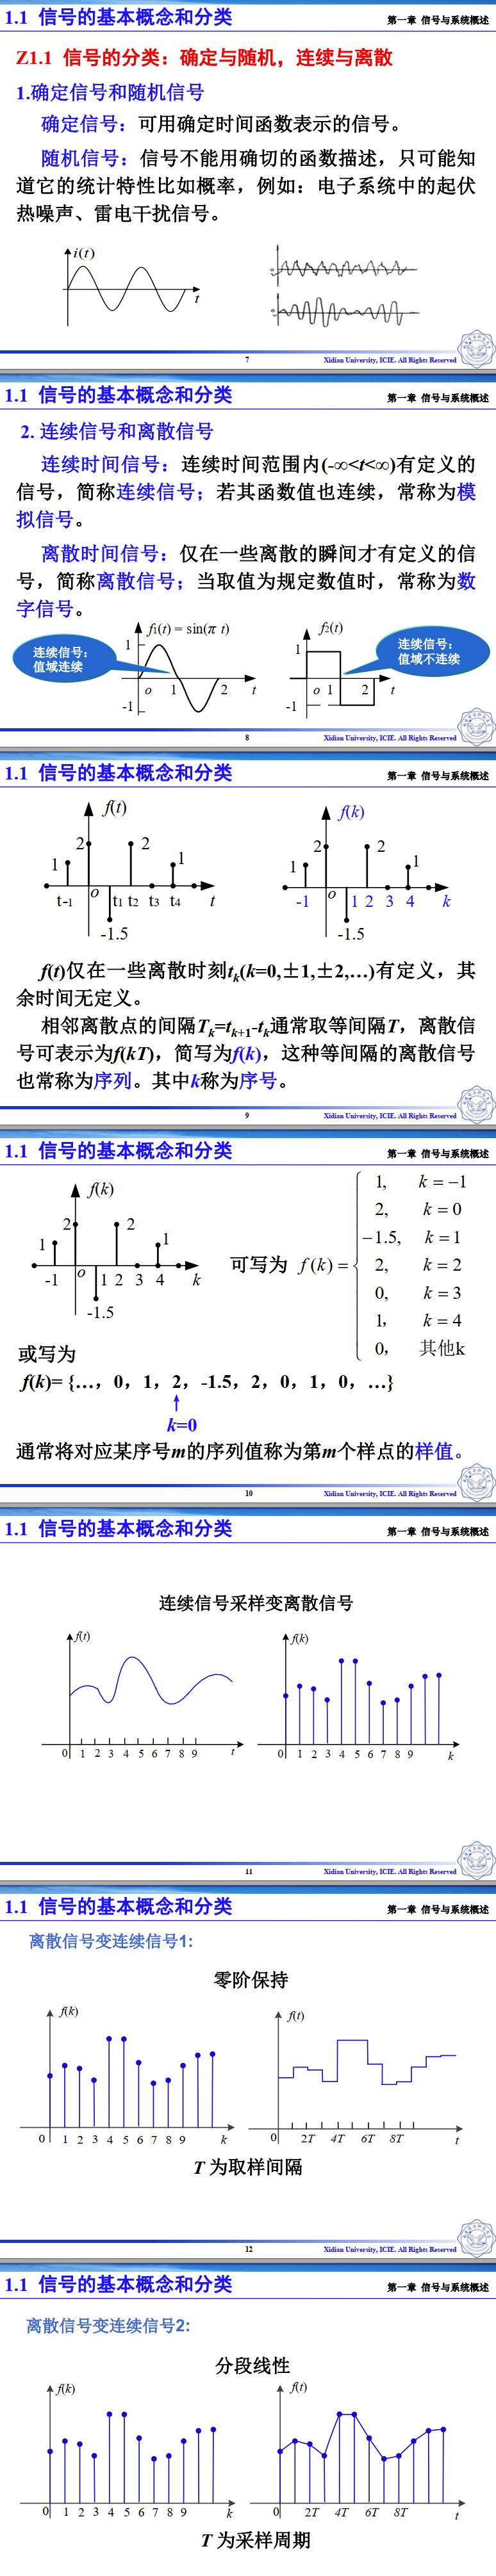 1.1 信号的基本概念和分类
第一章 信号与系统概述
Z1.1 信号的分类：确定与随机，连续与离散
1.确定信号和随机信号
确定信号：可用确定时间函数表示的信号。
随机信号：信号不能用确切的函数描述，只可能知
道它的统计特性比如概率，例如：电子系统中的起伏
热噪声、雷电干扰信号。
i(t)
t
7
Xidian University, ICIE. All Rights Reserved
1.1 信号的基本概念和分类
第一章 信号与系统概述
2. 连续信号和离散信号
连续时间信号：连续时间范围内(-∞<t<∞)有定义的
信号，简称连续信号；若其函数值也连续，常称为模
拟信号。
离散时间信号：仅在一些离散的瞬间才有定义的信
号，简称离散信号；当取值为规定数值时，常称为数
字信号。
连续信号：
值域连续
f1(t) = sin(π t)
1
o 1 2 t
-1
f2(t)
1
o 1 2 t
-1
连续信号：
值域不连续
8
Xidian University, ICIE. All Rights Reserved
1.1 信号的基本概念和分类
第一章 信号与系统概述
f(t)
2 2
1 1
t-1 o t1 t2 t3 t4 t
-1.5
f(k)
2 2
1 1
-1 o 1 2 3 4 k
-1.5
f(t)仅在一些离散时刻tk(k=0,±1,±2,…)有定义，其
余时间无定义。
相邻离散点的间隔Tk=tk+1-tk通常取等间隔T，离散信
号可表示为f(kT)，简写为f(k)，这种等间隔的离散信号
也常称为序列。其中k称为序号。
9
Xidian University, ICIE. All Rights Reserved
1.1 信号的基本概念和分类
第一章 信号与系统概述
f(k)
2 2
1 1
-1 o 1 2 3 4 k
-1.5
可写为 f(k) =
1, k = −1
2, k = 0
−1.5, k = 1
2, k = 2
0, k = 3
1， k = 4
0， 其他k
或写为
f(k)= {…，0，1，2，-1.5，2，0，1，0，…}
↑
k=0
通常将对应某序号m的序列值称为第m个样点的样值。
10
Xidian University, ICIE. All Rights Reserved
1.1 信号的基本概念和分类
第一章 信号与系统概述
连续信号采样变离散信号
f(t)
0 1 2 3 4 5 6 7 8 9 t
f(k)
0 1 2 3 4 5 6 7 8 9 k
11
Xidian University, ICIE. All Rights Reserved
1.1 信号的基本概念和分类
第一章 信号与系统概述
离散信号变连续信号1:
零阶保持
f(k)
0 1 2 3 4 5 6 7 8 9 k
f(t)
0 2T 4T 6T 8T t
T 为取样间隔
12
Xidian University, ICIE. All Rights Reserved
1.1 信号的基本概念和分类
第一章 信号与系统概述
离散信号变连续信号2:
分段线性
f(k)
0 1 2 3 4 5 6 7 8 9 k
f(t)
0 2T 4T 6T 8T t
T 为采样周期